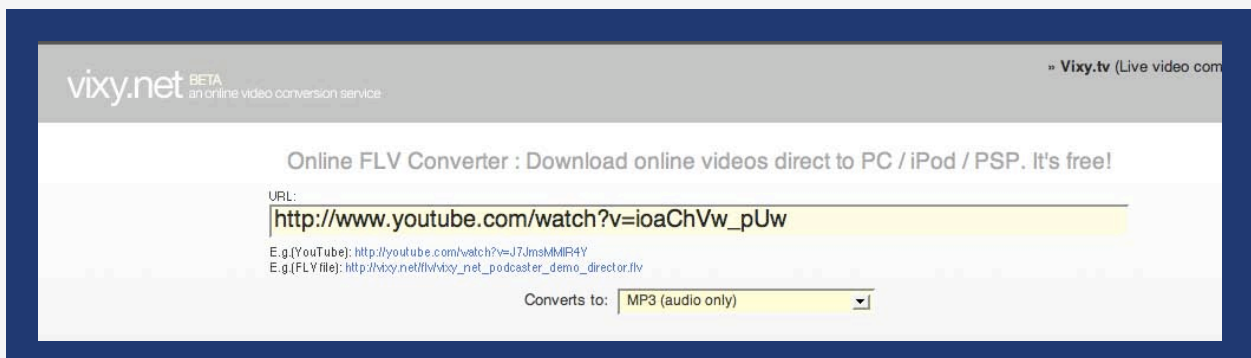 » Vixy.tv (Live video com
vixy.net BETA
an online video conversion service
Online FLV Converter : Download online videos direct to PC / iPod / PSP. It's free!
URL:
http://www.youtube.com/watch?v=ioaChVw_pUw
E.g.(YouTube): http://youtube.com/watch?v=J7JmsMMIR4Y
E.g.(FLV file): http://vixy.net/flv/vixy_net_podcaster_demo_director.flv
Converts to: MP3 (audio only)